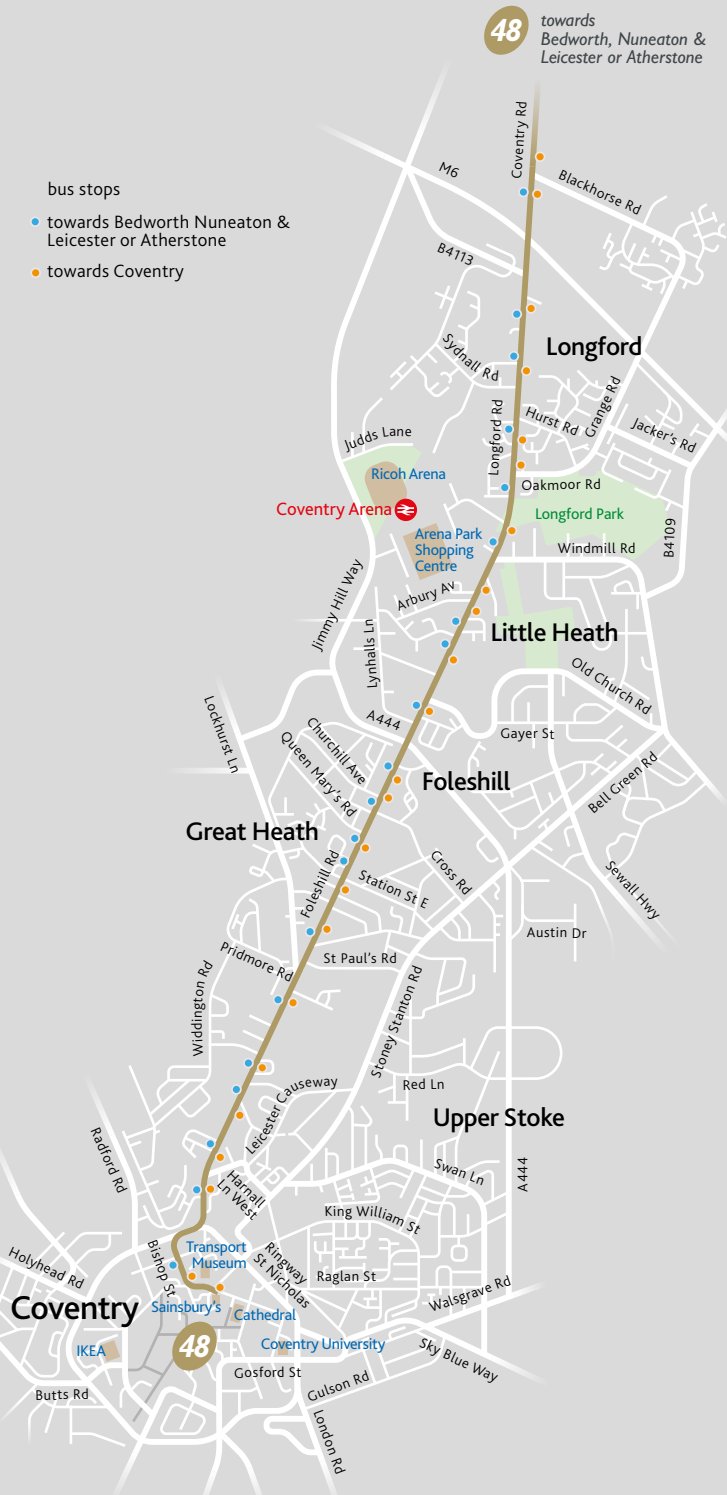 48
towards
Bedworth, Nuneaton &
Leicester or Atherstone
Coventry Rd
M6
Blackhorse Rd
bus stops
towards Bedworth Nuneaton &
Leicester or Atherstone
towards Coventry
B4113
Longford
Sydnall Rd
Grange Rd
Longford Rd
Hurst Rd
Jacker's Rd
Judds Lane
Ricoh Arena
Oakmoor Rd
Coventry Arena
Longford Park
Arena Park
Shopping
Centre
B4109
Windmill Rd
Jimmy Hill Way
Arbury Av
Little Heath
Lynhalls Ln
Old Church Rd
Lockhurst Ln
A444
Gayer St
Churchill Ave
Queen Mary's Rd
Foleshill
Bell Green Rd
Great Heath
Foleshill Rd
Cross Rd
Station St E
Sewall Hwy
Austin Dr
Pridmore Rd
St Paul's Rd
Widdington Rd
Stoney Stanton Rd
Leicester Causeway
Red Ln
Upper Stoke
Radford Rd
Swan Ln
A444
Harnall
Ln West
King William St
Holyhead Rd
Bishop St
Transport
Museum
Ringway
St Nicholas
Raglan St
Walsgrave Rd
Coventry
Sainsbury's
Cathedral
48
IKEA
Coventry University
Sky Blue Way
Gosford St
Butts Rd
Gulson Rd
London Rd